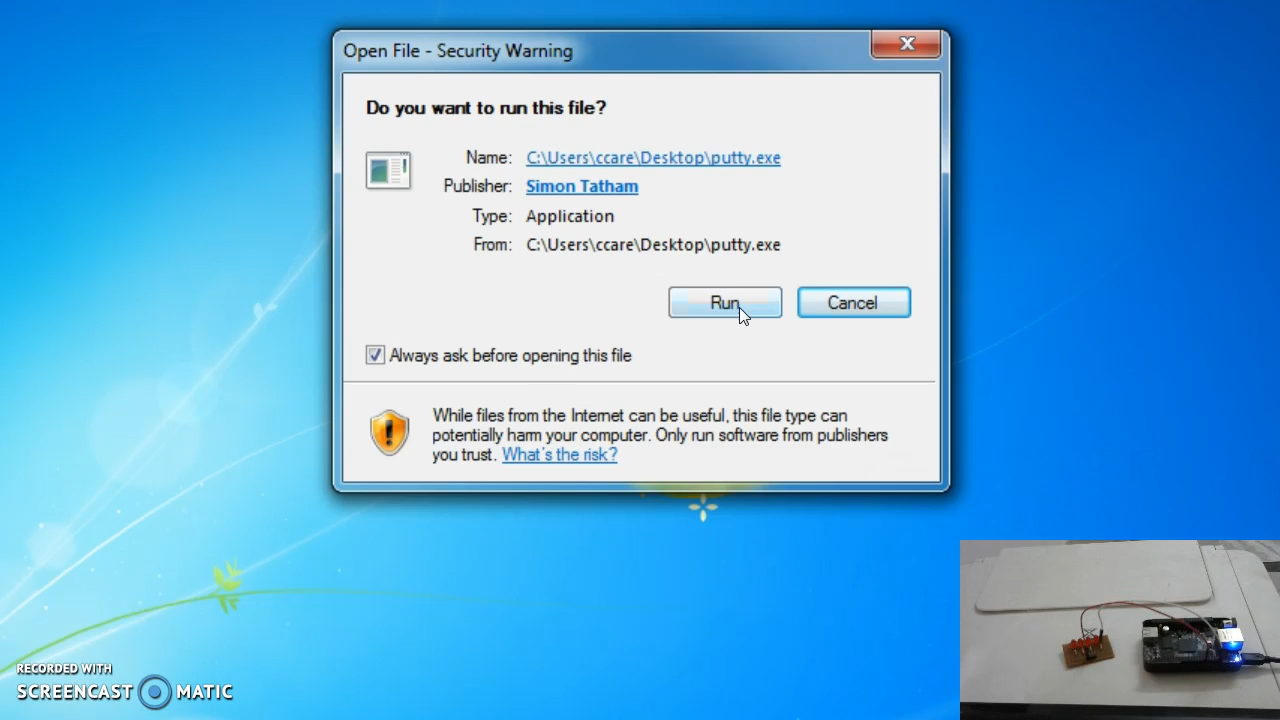 Open File - Security Warning
Do you want to run this file?
Name: C:\Users\ccare\Desktop\putty.exe
Publisher: Simon Tatham
Type: Application
From: C:\Users\ccare\Desktop\putty.exe
Run Cancel
Always ask before opening this file
While files from the Internet can be useful, this file type can
potentially harm your computer. Only run software from publishers
you trust. What's the risk?
RECORDED WITH
SCREENCAST MATIC